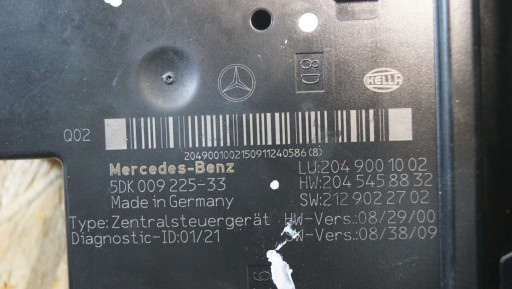 8D
HELLA
Q02
2049001002150911240586(8)
Mercedes-Benz
LU:204 900 10 02
5DK 009 225-33
HW:204 545 88 32
Made in Germany
SW:212 902 27 02
Type:Zentralsteuergerät
HW-Vers:08/29/00
Diagnostic-ID:01/21
-Vers:08/38/09